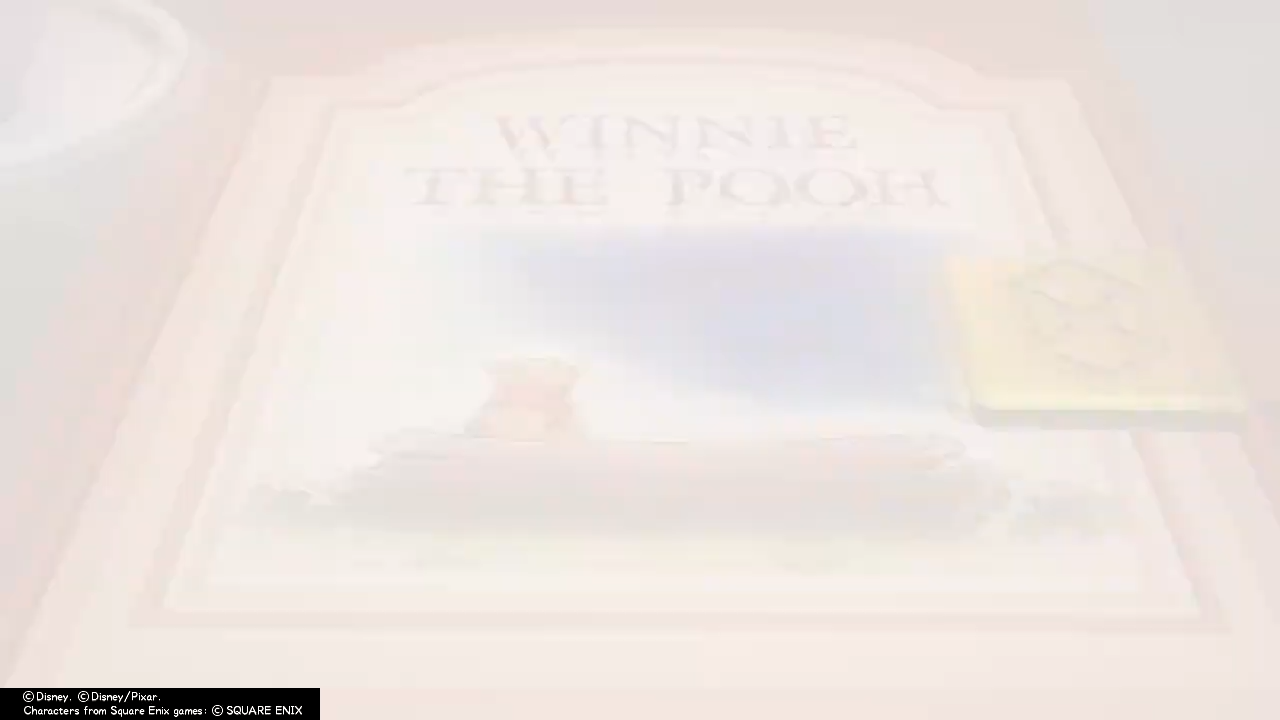 WINNIE
THE POOH
© Disney. © Disney/Pixar.
Characters from Square Enix games: © SQUARE ENIX